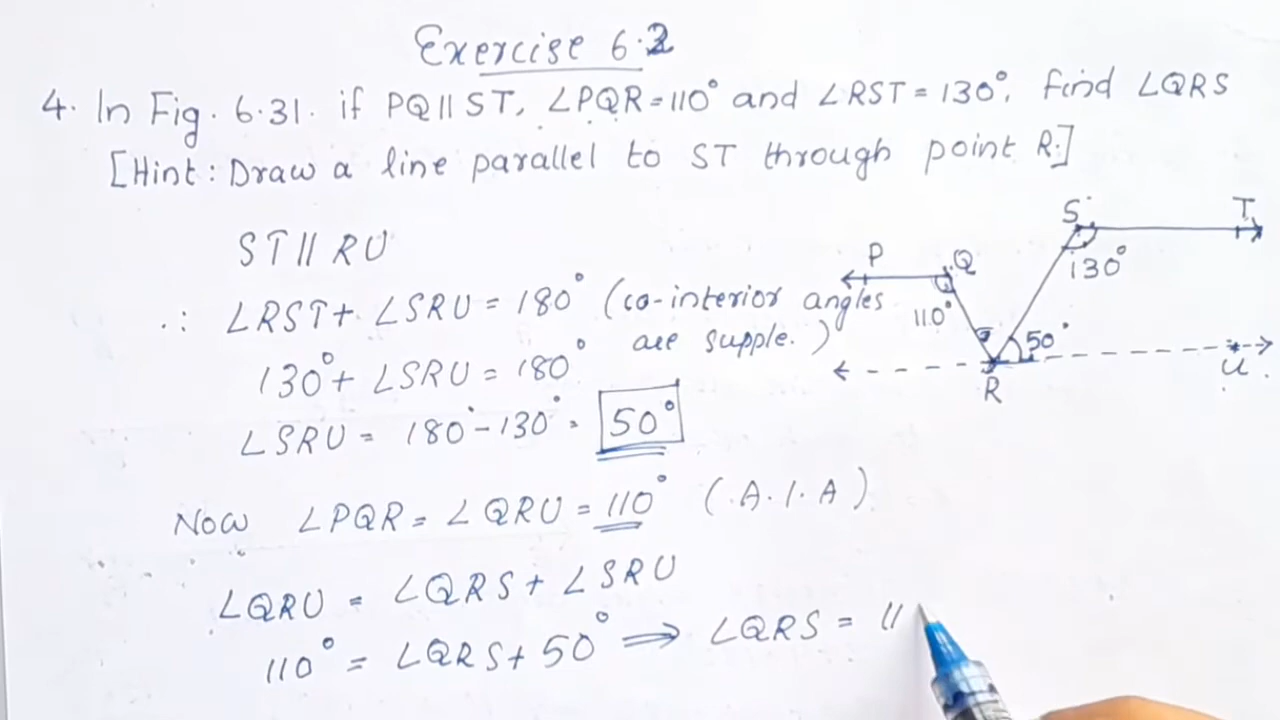 Exercise 6.2
4. In Fig. 6.31. if PQ || ST, ∠PQR = 110° and ∠RST = 130°, find ∠QRS
[Hint: Draw a line parallel to ST through point R.]
ST || RU
∴ ∠RST + ∠SRU = 180° (co-interior angles
are supple.)
130° + ∠SRU = 180°
∠SRU = 180° - 130° = 50°
Now ∠PQR = ∠QRU = 110° (A.I.A)
∠QRU = ∠QRS + ∠SRU
110° = ∠QRS + 50° ⟹ ∠QRS = 11
S T
P Q 130°
110° 50°
R U